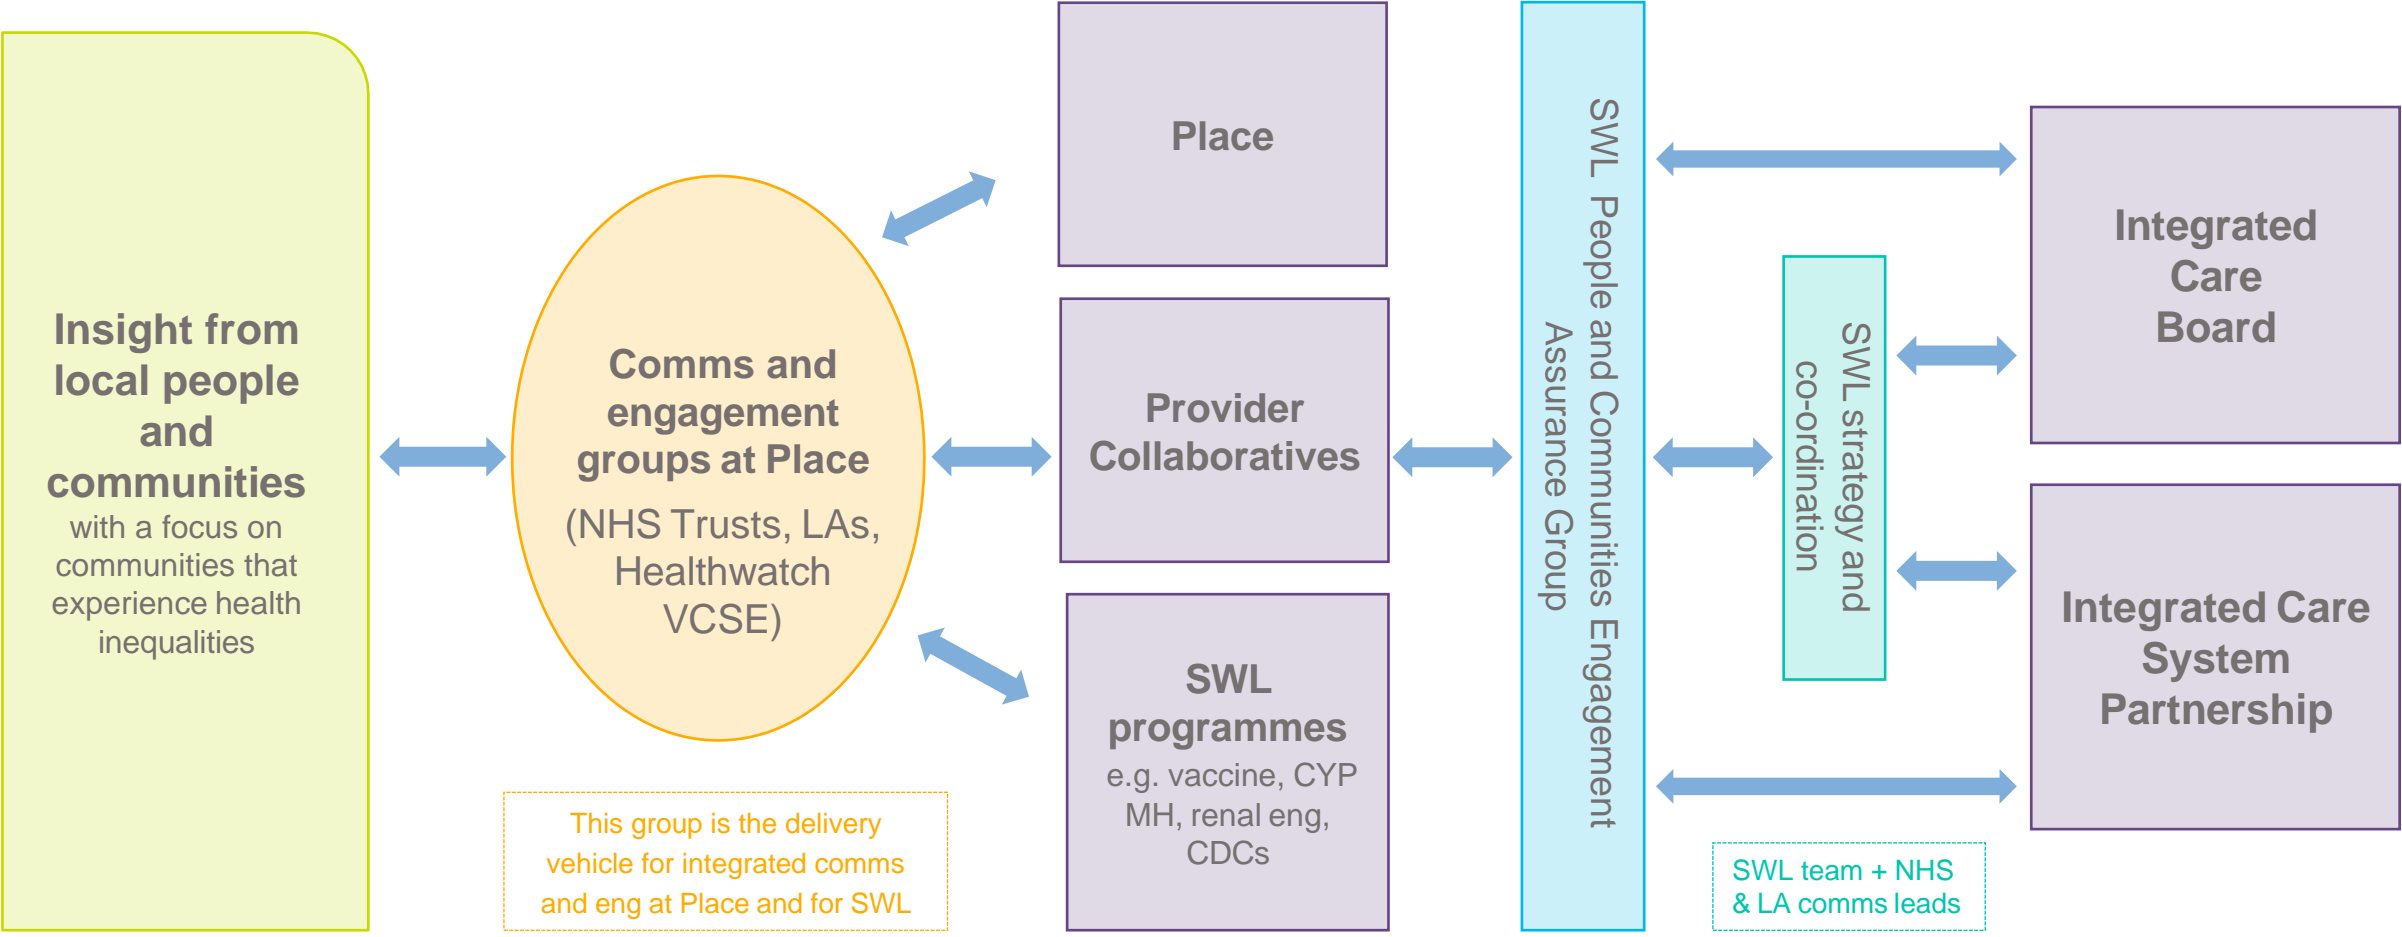 Insight from
local people
and
communities
with a focus on
communities that
experience health
inequalities
Comms and
engagement
groups at Place
(NHS Trusts, LAs,
Healthwatch
VCSE)
This group is the delivery
vehicle for integrated comms
and eng at Place and for SWL
Place
Provider
Collaboratives
SWL
programmes
e.g. vaccine, CYP
MH, renal eng,
CDCs
SWL People and Communities Engagement
Assurance Group
SWL strategy and
co-ordination
SWL team + NHS
& LA comms leads
Integrated
Care
Board
Integrated Care
System
Partnership